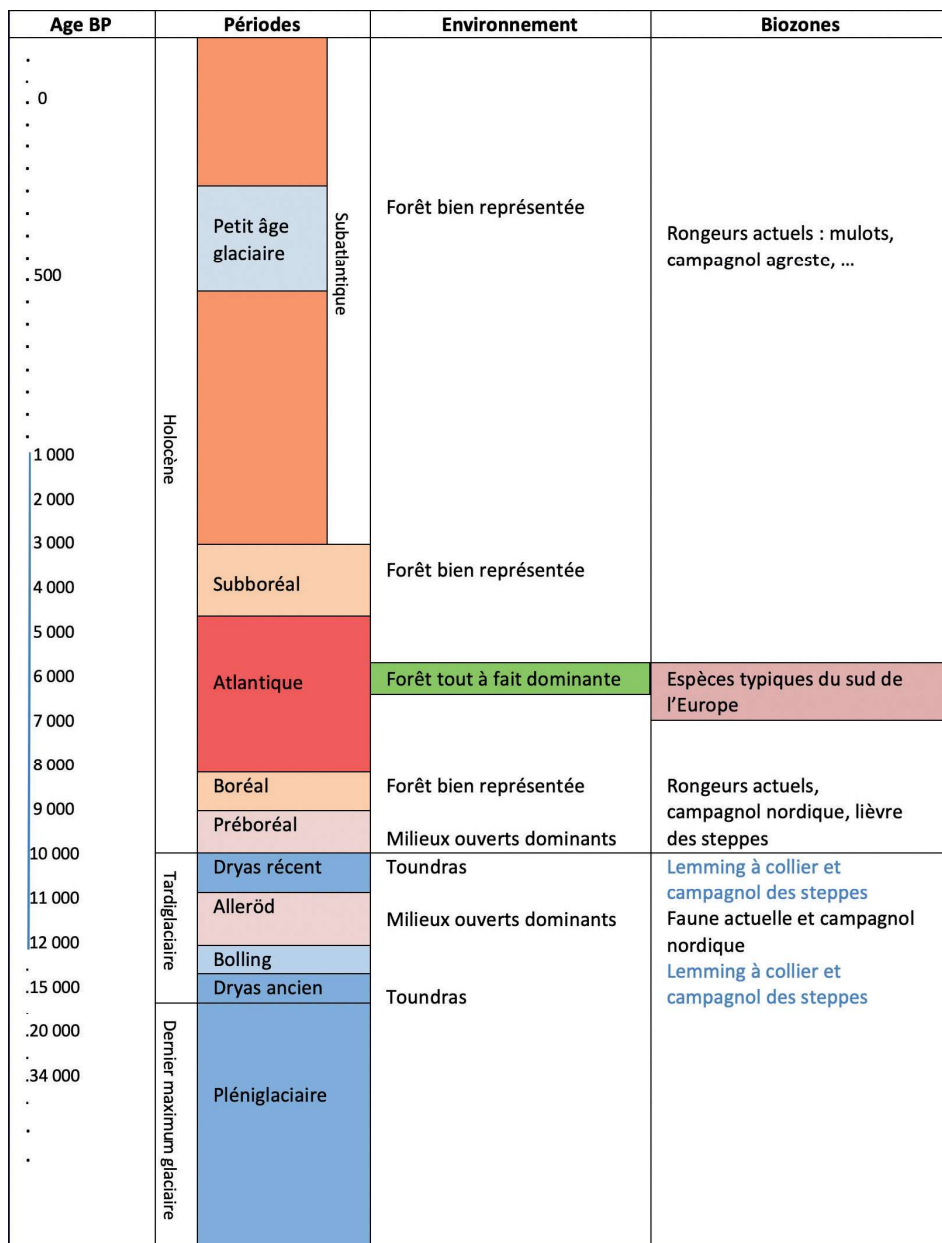 Age BP
Périodes
Environnement
Biozones
. 0
. 500
1 000
2 000
3 000
4 000
5 000
6 000
7 000
8 000
9 000
10 000
11 000
12 000
.15 000
.20 000
.34 000
Holocène
Tardiglaciaire
Dernier maximum glaciaire
Petit âge
glaciaire
Subatlantique
Subboréal
Atlantique
Boréal
Préboréal
Dryas récent
Alleröd
Bolling
Dryas ancien
Pléniglaciaire
Forêt bien représentée
Forêt bien représentée
Forêt tout à fait dominante
Forêt bien représentée
Milieux ouverts dominants
Toundras
Milieux ouverts dominants
Toundras
Rongeurs actuels : mulots,
campagnol agreste, ...
Espèces typiques du sud de
l'Europe
Rongeurs actuels,
campagnol nordique, lièvre
des steppes
Lemming à collier et
campagnol des steppes
Faune actuelle et campagnol
nordique
Lemming à collier et
campagnol des steppes